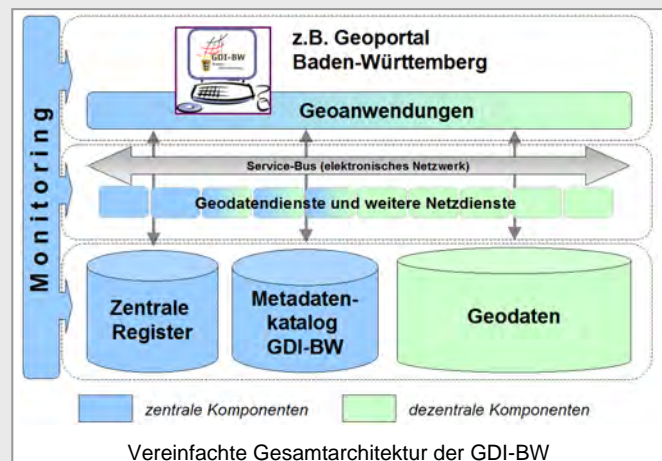 Monitoring
GDI-BW
z.B. Geoportal
Baden-Württemberg
Geoanwendungen
Service-Bus (elektronisches Netzwerk)
Geodatendienste und weitere Netzdienste
Zentrale
Register
Metadaten-
katalog
GDI-BW
Geodaten
zentrale Komponenten
dezentrale Komponenten
Vereinfachte Gesamtarchitektur der GDI-BW